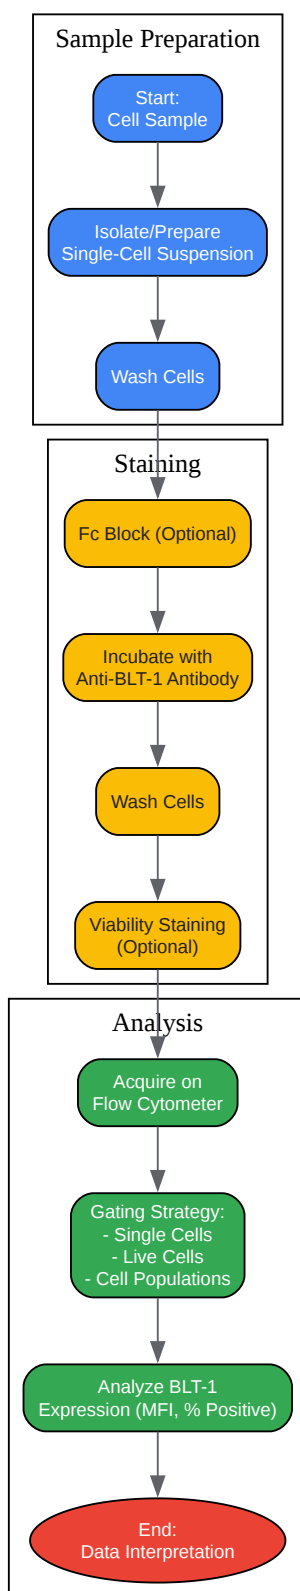 Sample Preparation
Start:
Cell Sample
Isolate/Prepare
Single-Cell Suspension
Wash Cells
Staining
Fc Block (Optional)
Incubate with
Anti-BLT-1 Antibody
Wash Cells
Viability Staining
(Optional)
Analysis
Acquire on
Flow Cytometer
Gating Strategy:
- Single Cells
- Live Cells
- Cell Populations
Analyze BLT-1
Expression (MFI, % Positive)
End:
Data Interpretation